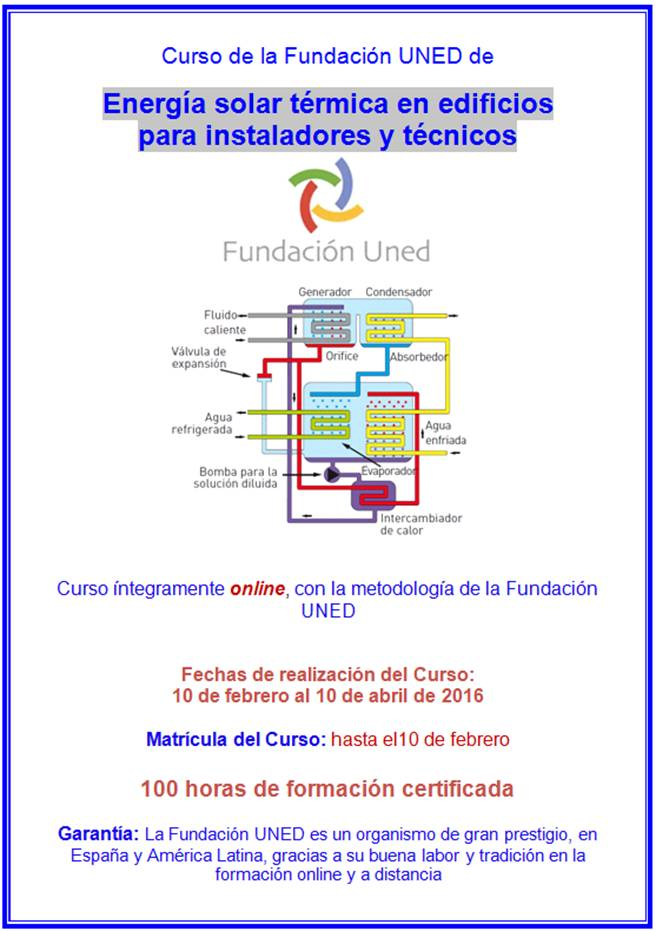 Curso de la Fundación UNED de
Energía solar térmica en edificios
para instaladores y técnicos
Fundación Uned
Generador
Condensador
Fluido
caliente
Orifice
Absorbedor
Válvula de
expansión
Agua
refrigerada
Agua
enfriada
Bomba para la
solución diluida
Evaporador
Intercambiador
de calor
Curso íntegramente online, con la metodología de la Fundación
UNED
Fechas de realización del Curso:
10 de febrero al 10 de abril de 2016
Matrícula del Curso: hasta el10 de febrero
100 horas de formación certificada
Garantía: La Fundación UNED es un organismo de gran prestigio, en
España y América Latina, gracias a su buena labor y tradición en la
formación online y a distancia